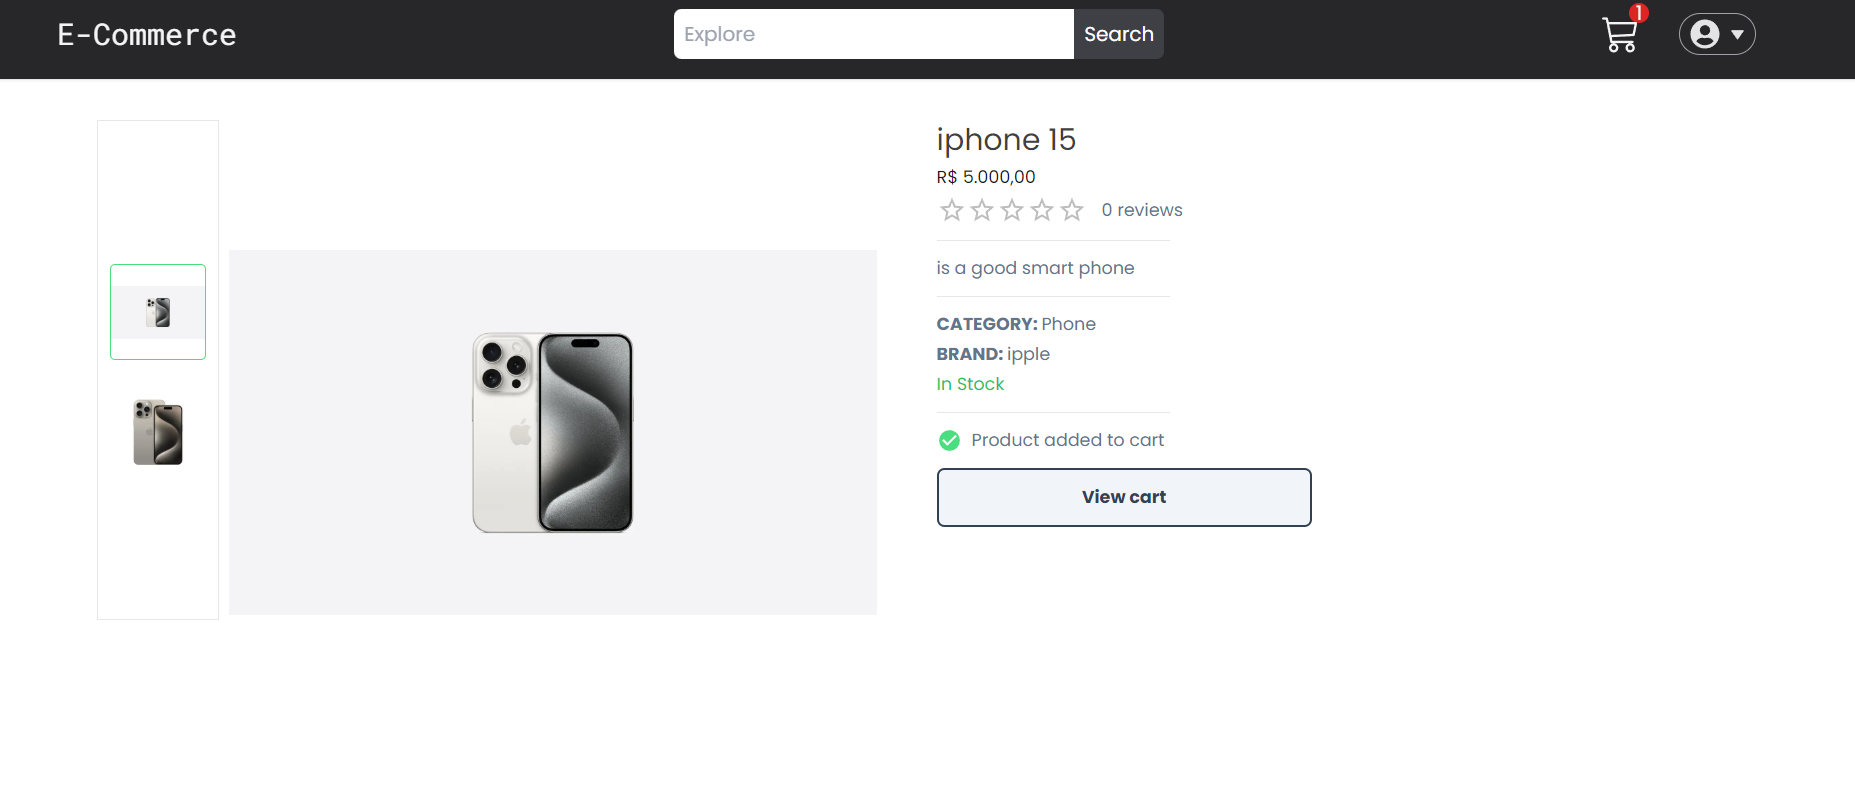 E-Commerce
Explore
Search
1
iphone 15
R$ 5.000,00
0 reviews
is a good smart phone
CATEGORY: Phone
BRAND: ipple
In Stock
Product added to cart
View cart